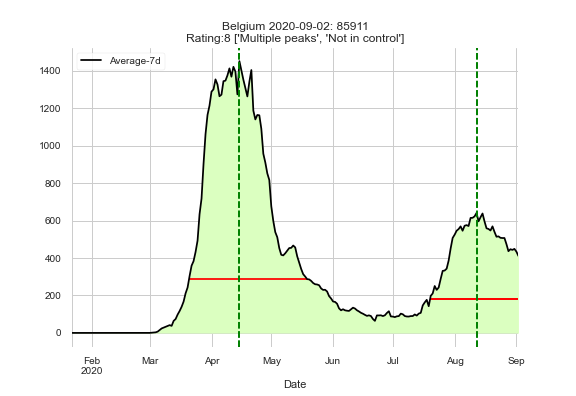 Belgium 2020-09-02: 85911
Rating:8 ['Multiple peaks', 'Not in control']
Average-7d
1400
1200
1000
800
600
400
200
0
Feb Mar Apr May Jun Jul Aug Sep
2020
Date